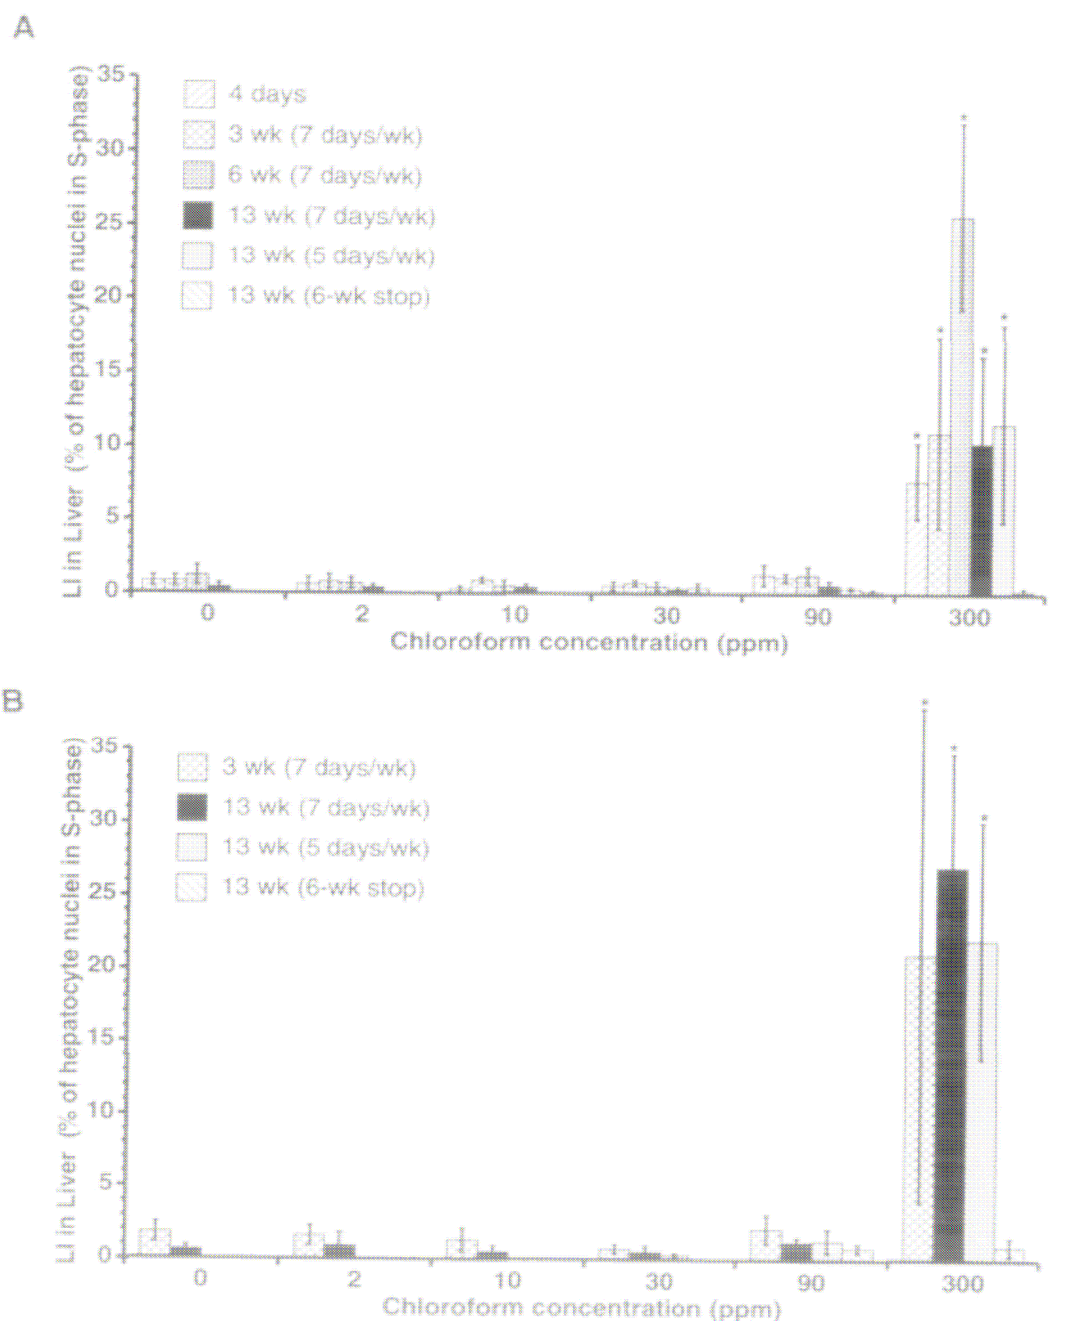 A
LI in Liver (% of hepatocyte nuclei in S-phase)
35
30
25
20
15
10
5
0
4 days
3 wk (7 days/wk)
6 wk (7 days/wk)
13 wk (7 days/wk)
13 wk (5 days/wk)
13 wk (6-wk stop)
* * * * *
0 2 10 30 90 300
Chloroform concentration (ppm)
B
LI in Liver (% of hepatocyte nuclei in S-phase)
35
30
25
20
15
10
5
0
3 wk (7 days/wk)
13 wk (7 days/wk)
13 wk (5 days/wk)
13 wk (6-wk stop)
* * *
0 2 10 30 90 300
Chloroform concentration (ppm)